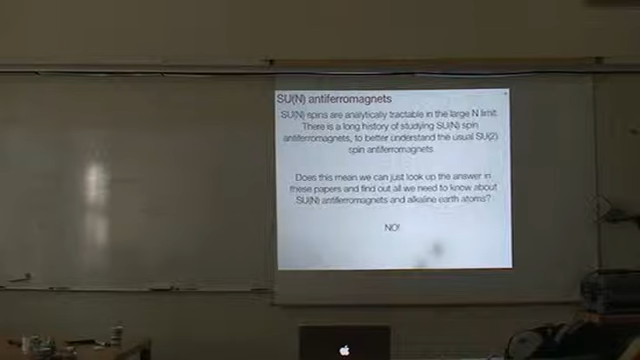 SU(N) antiferromagnets
SU(N) spins are analytically tractable in the large N limit.
There is a long history of studying SU(N) spin
antiferromagnets, to better understand the usual SU(2)
spin antiferromagnets
Does this mean we can just look up the answer in
these papers and find out all we need to know about
SU(N) antiferromagnets and alkaline earth atoms?
NO!